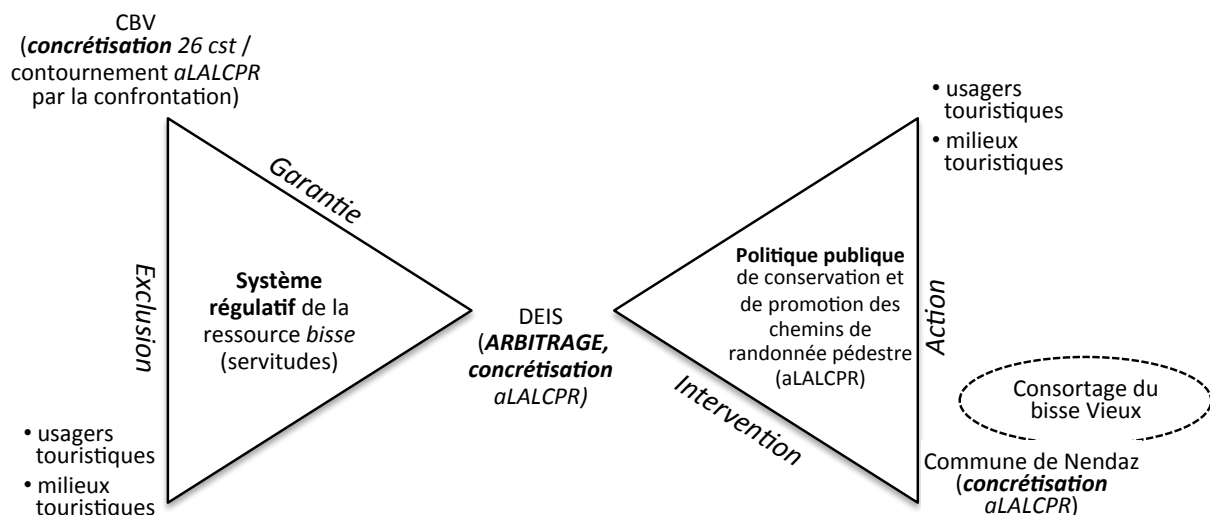 CBV
(concrétisation 26 cst /
contournement aLALCPR
par la confrontation)
Garantie
Exclusion
Système
régulatif de la
ressource bisse
(servitudes)
• usagers
touristiques
• milieux
touristiques
DEIS
(ARBITRAGE,
concrétisation
aLALCPR)
• usagers
touristiques
• milieux
touristiques
Politique publique
de conservation et
de promotion des
chemins de
randonnée pédestre
(aLALCPR)
Action
Intervention
Consortage du
bisse Vieux
Commune de Nendaz
(concrétisation
aLALCPR)